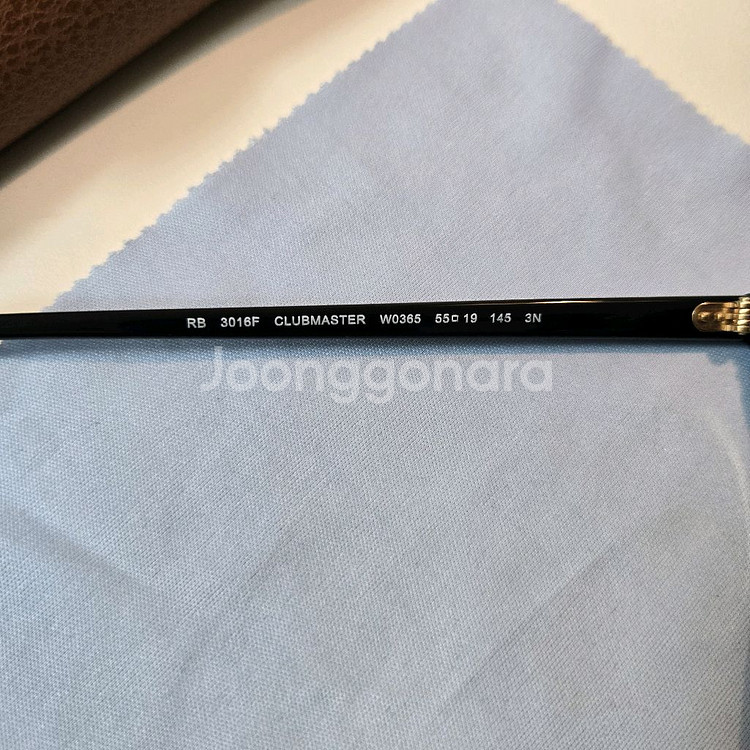 RB 3016F CLUBMASTER W0365 55▢19 145 3N
Joonggonara